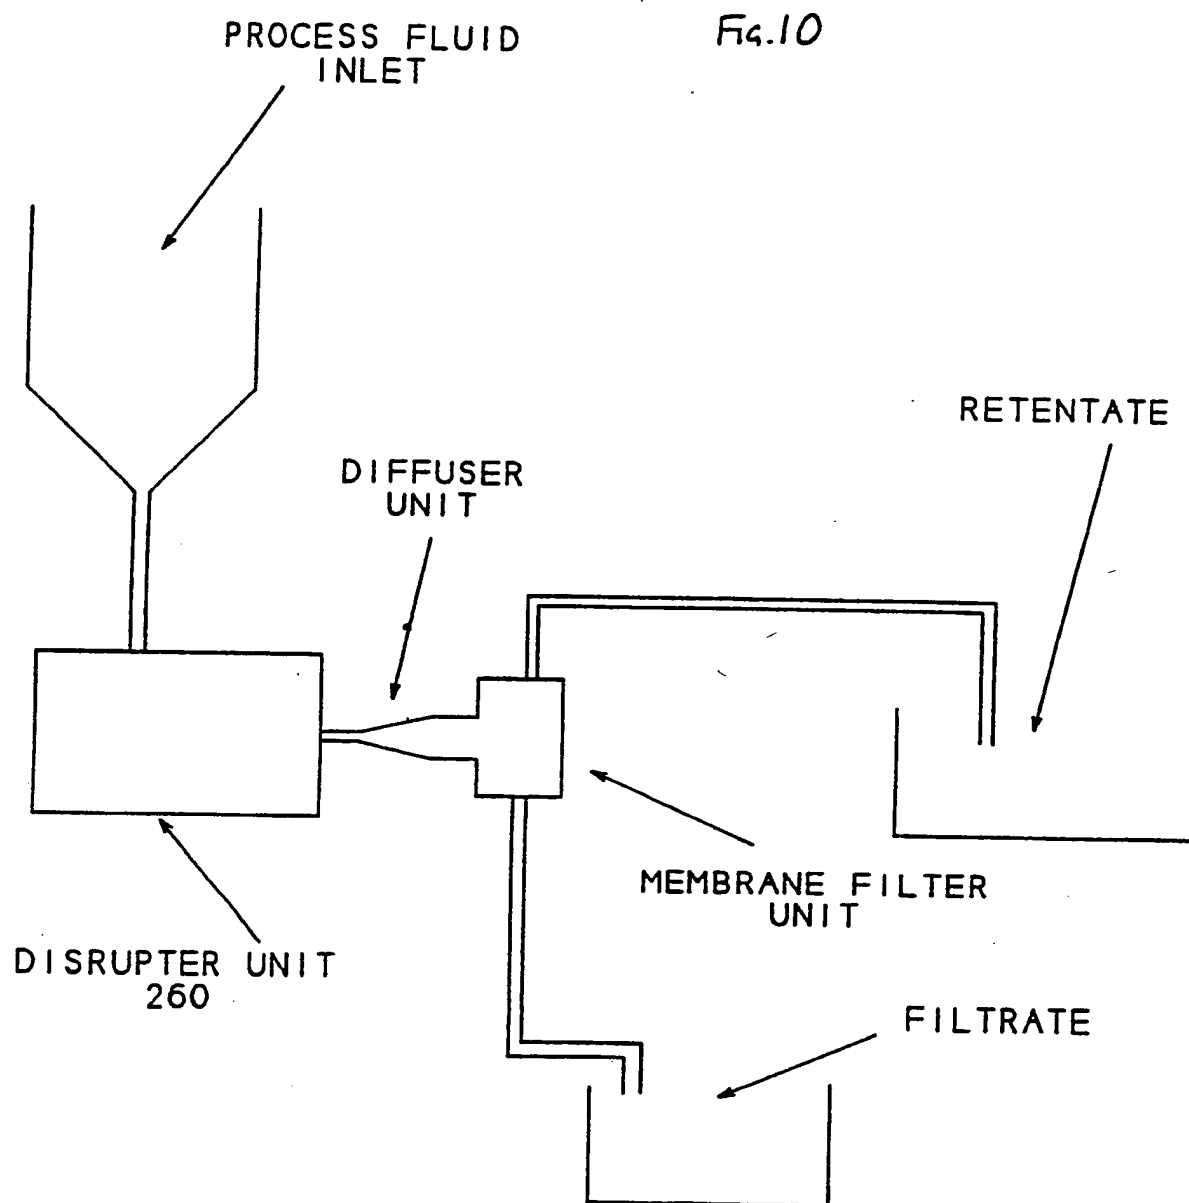 FIG.10
PROCESS FLUID
INLET
RETENTATE
DIFFUSER
UNIT
MEMBRANE FILTER
UNIT
DISRUPTER UNIT
260
FILTRATE